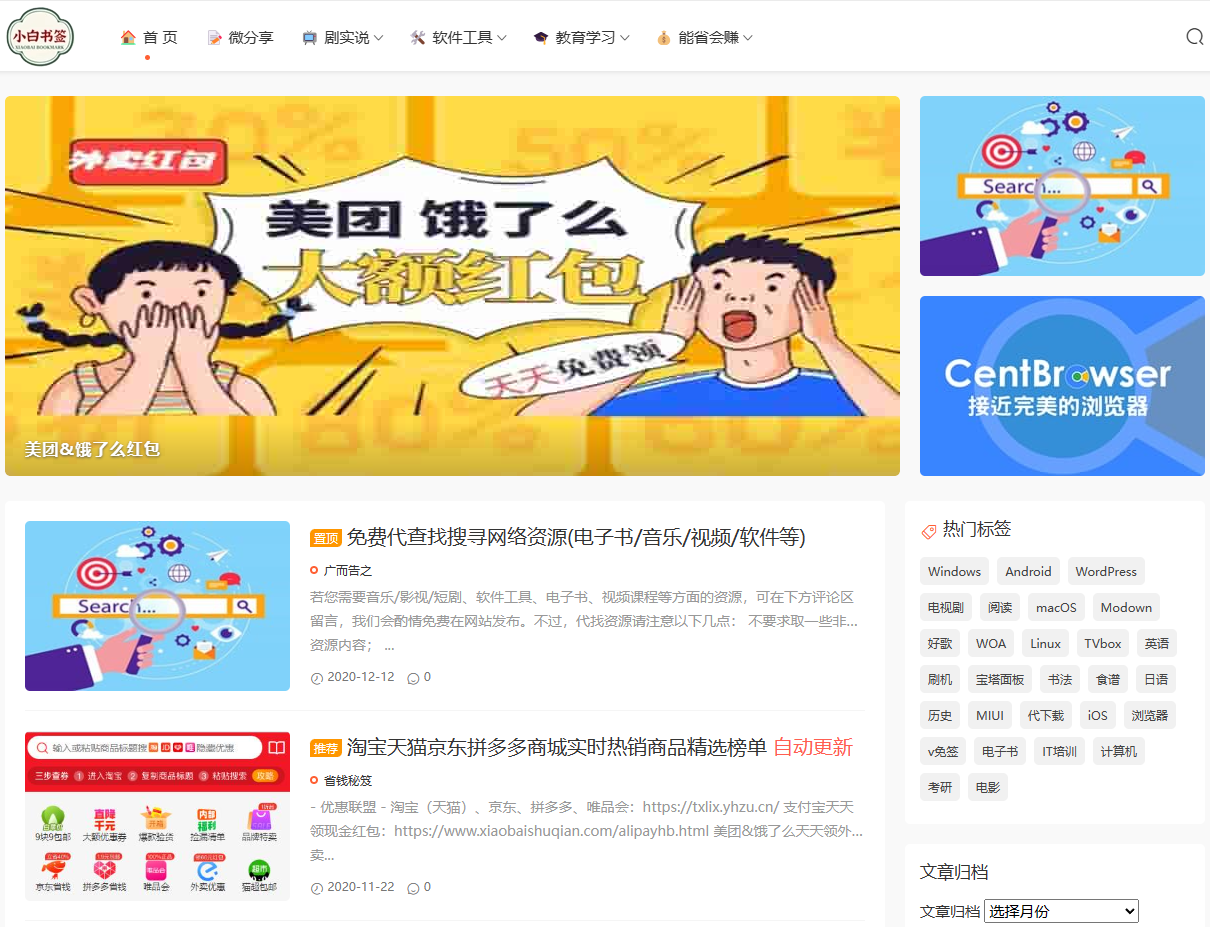 小白书签
XIAOBAI BOOKMARK
首 页
微分享
剧实说
软件工具
教育学习
能省会赚
外卖红包
美团 饿了么
大额红包
天天免费领
美团&饿了么红包
Search...
CentBrowser
接近完美的浏览器
Search...
置顶 免费代查找搜寻网络资源(电子书/音乐/视频/软件等)
广而告之
若您需要音乐/影视/短剧、软件工具、电子书、视频课程等方面的资源，可在下方评论区
留言，我们会酌情免费在网站发布。不过，代找资源请注意以下几点： 不要求取一些非...
资源内容； ...
2020-12-12 0
输入或粘贴商品标题搜 隐藏优惠
三步查券 1 进入淘宝 2 复制商品标题 3 粘贴搜索 攻略
9块9包邮 大额优惠券 爆款验货 捡漏清单 品牌特卖
京东省钱 拼多多省钱 唯品会 外卖优惠 猫超包邮
推荐 淘宝天猫京东拼多多商城实时热销商品精选榜单 自动更新
省钱秘笈
- 优惠联盟 - 淘宝（天猫）、京东、拼多多、唯品会：https://txlix.yhzu.cn/ 支付宝天天
领现金红包：https://www.xiaobaishuqian.com/alipayhb.html 美团&饿了么天天领外...
卖...
2020-11-22 0
热门标签
Windows Android WordPress
电视剧 阅读 macOS Modown
好歌 WOA Linux TVbox 英语
刷机 宝塔面板 书法 食谱 日语
历史 MIUI 代下载 iOS 浏览器
v免签 电子书 IT培训 计算机
考研 电影
文章归档
文章归档 选择月份